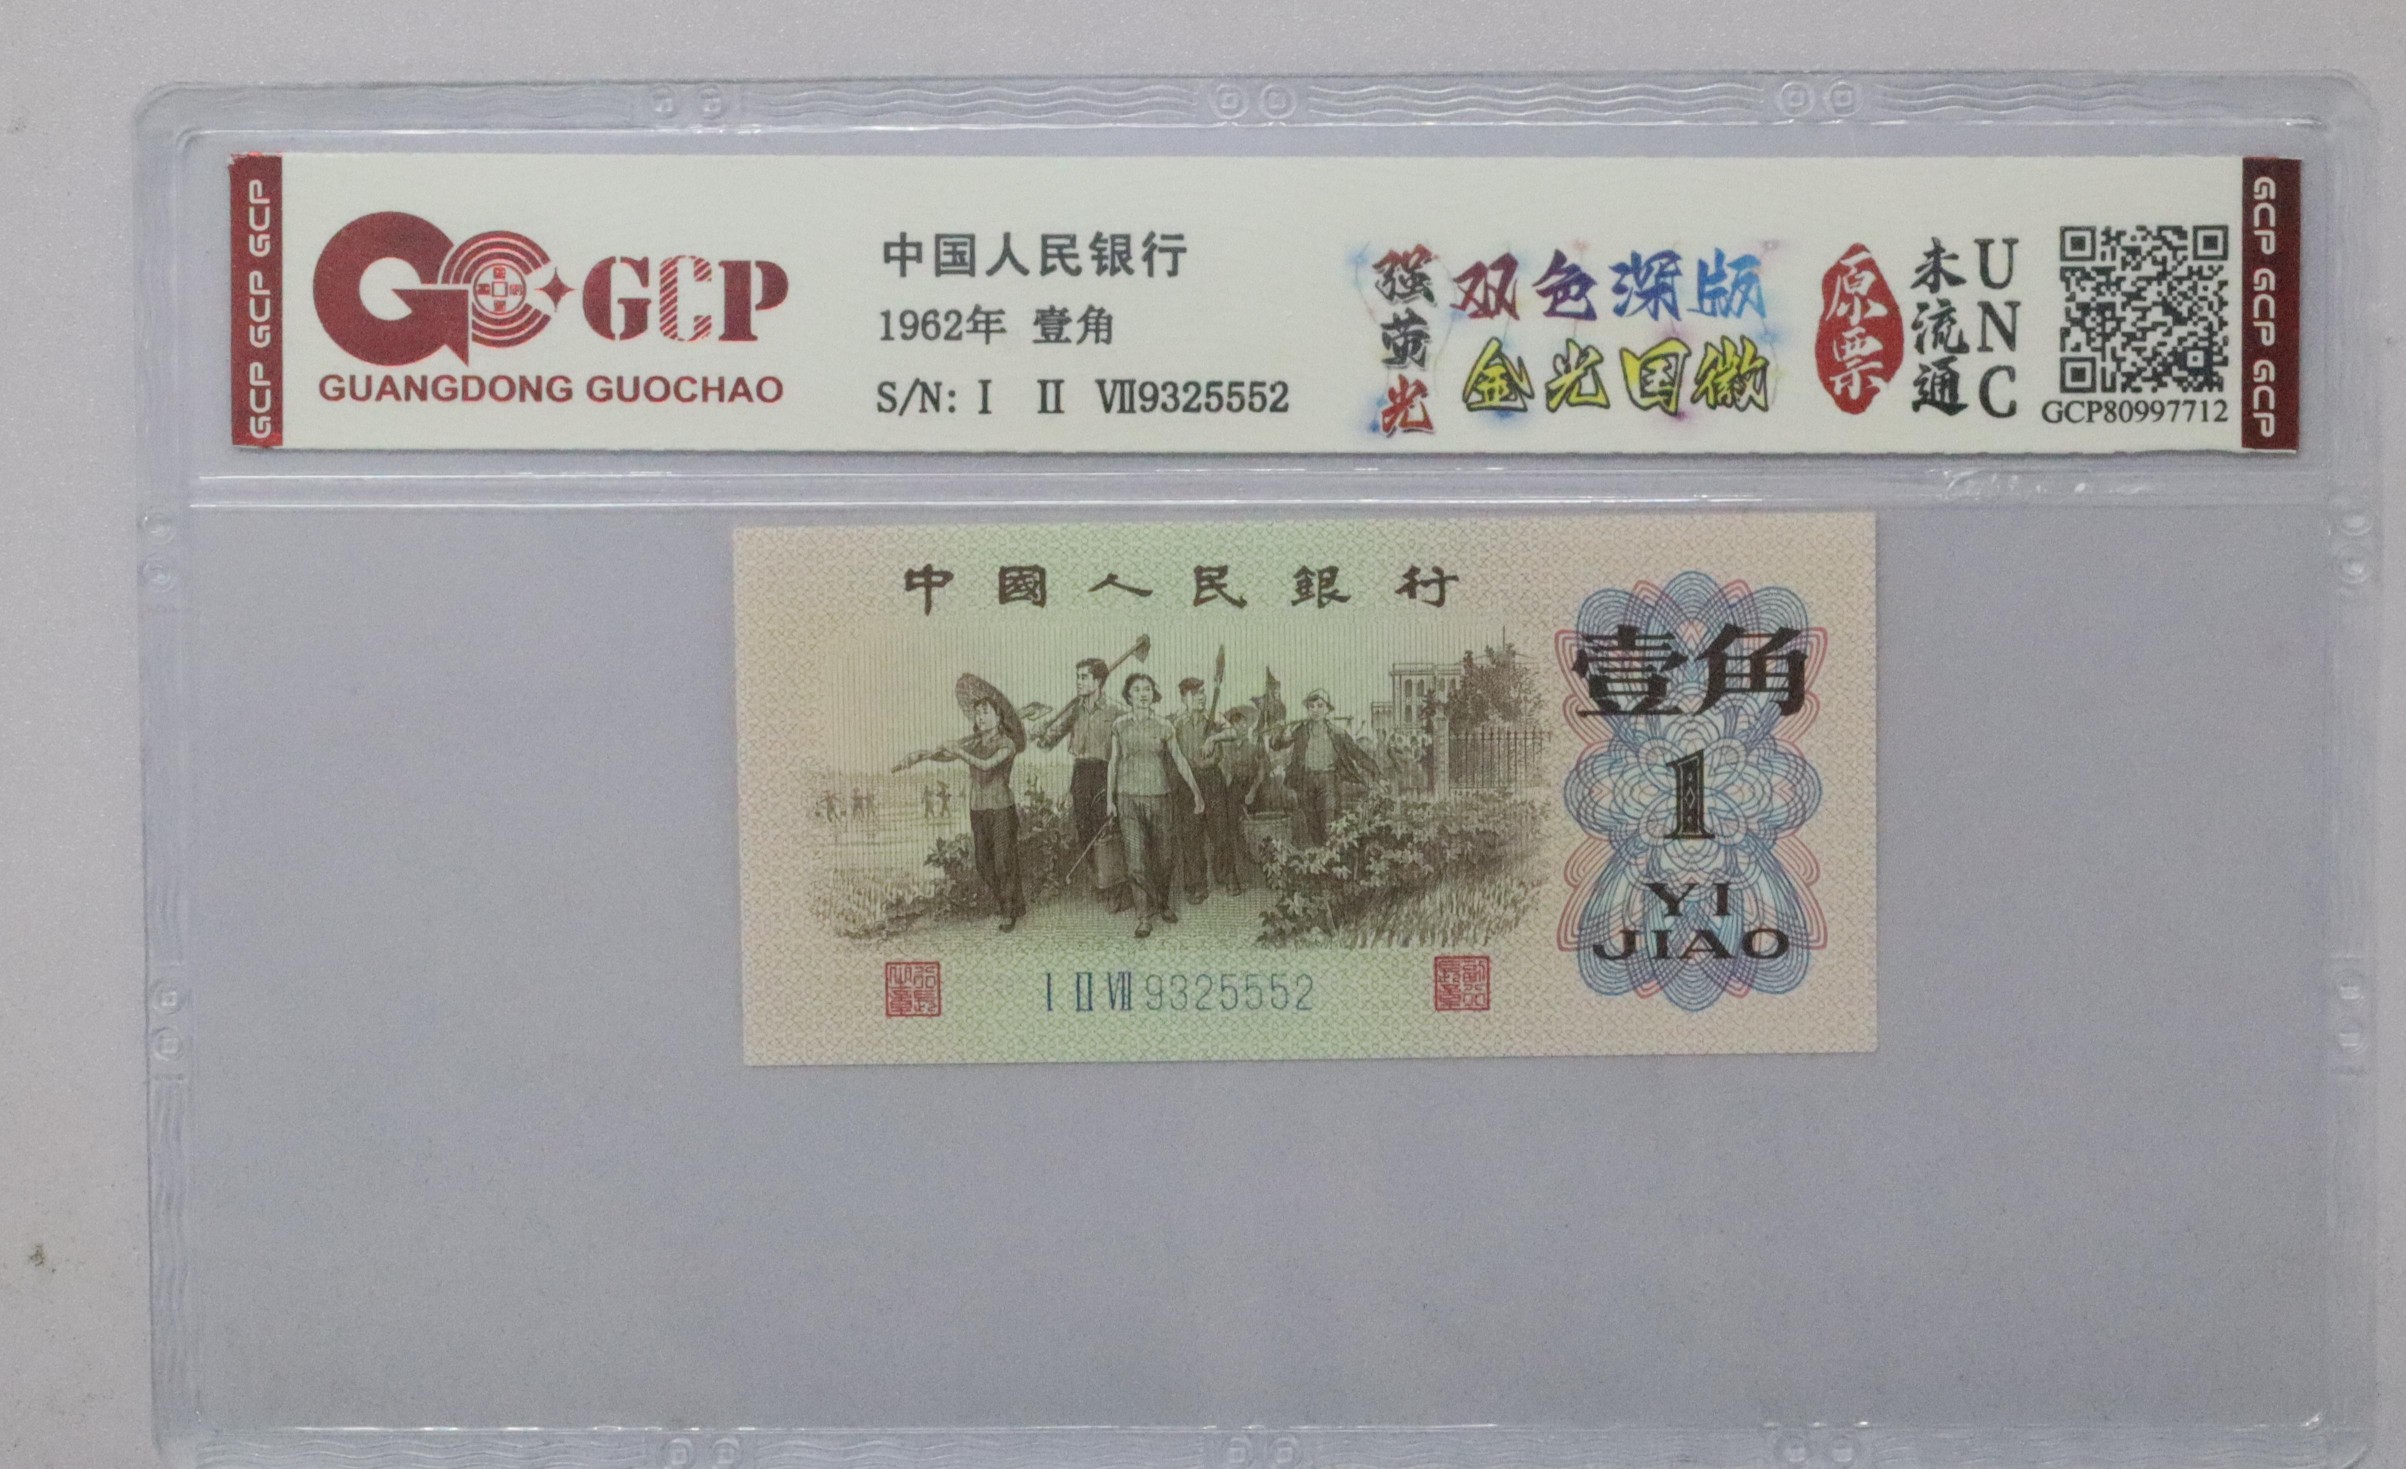 GCP GCP GCP
GCP
GUANGDONG GUOCHAO
中国人民银行
1962年 壹角
S/N: I II VII9325552
强荧光
双色深版
金光国徽
原票
未流通
UNC
GCP80997712
GCP GCP GCP
中國人民銀行
壹角
1
YI
JIAO
I II VII 9325552